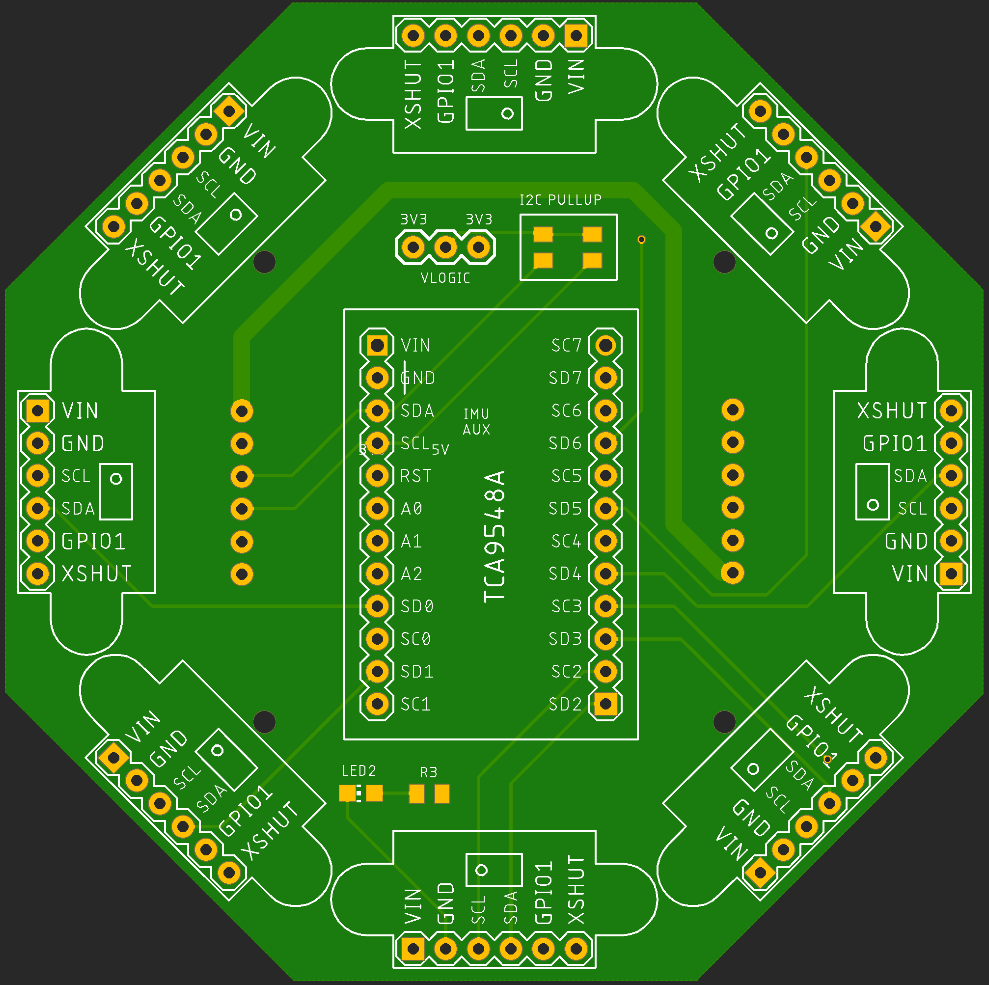 XSHUT
GPIO1
SDA
SCL
GND
VIN
VIN
GND
SCL
SDA
GPIO1
XSHUT
XSHUT
GPIO1
SDA
SCL
GND
VIN
I2C PULLUP
3V3 3V3
VLOGIC
VIN SC7
GND SD7
SDA SC6
SCL SD6
RST SC5
A0 SD5
A1 SC4
A2 SD4
SD0 SC3
SC0 SD3
SD1 SC2
SC1 SD2
IMU
AUX
5V
TCA9548A
VIN
GND
SCL
SDA
GPIO1
XSHUT
XSHUT
GPIO1
SDA
SCL
GND
VIN
VIN
GND
SCL
SDA
GPIO1
XSHUT
LED2 R3
XSHUT
GPIO1
SDA
SCL
GND
VIN
VIN
GND
SCL
SDA
GPIO1
XSHUT